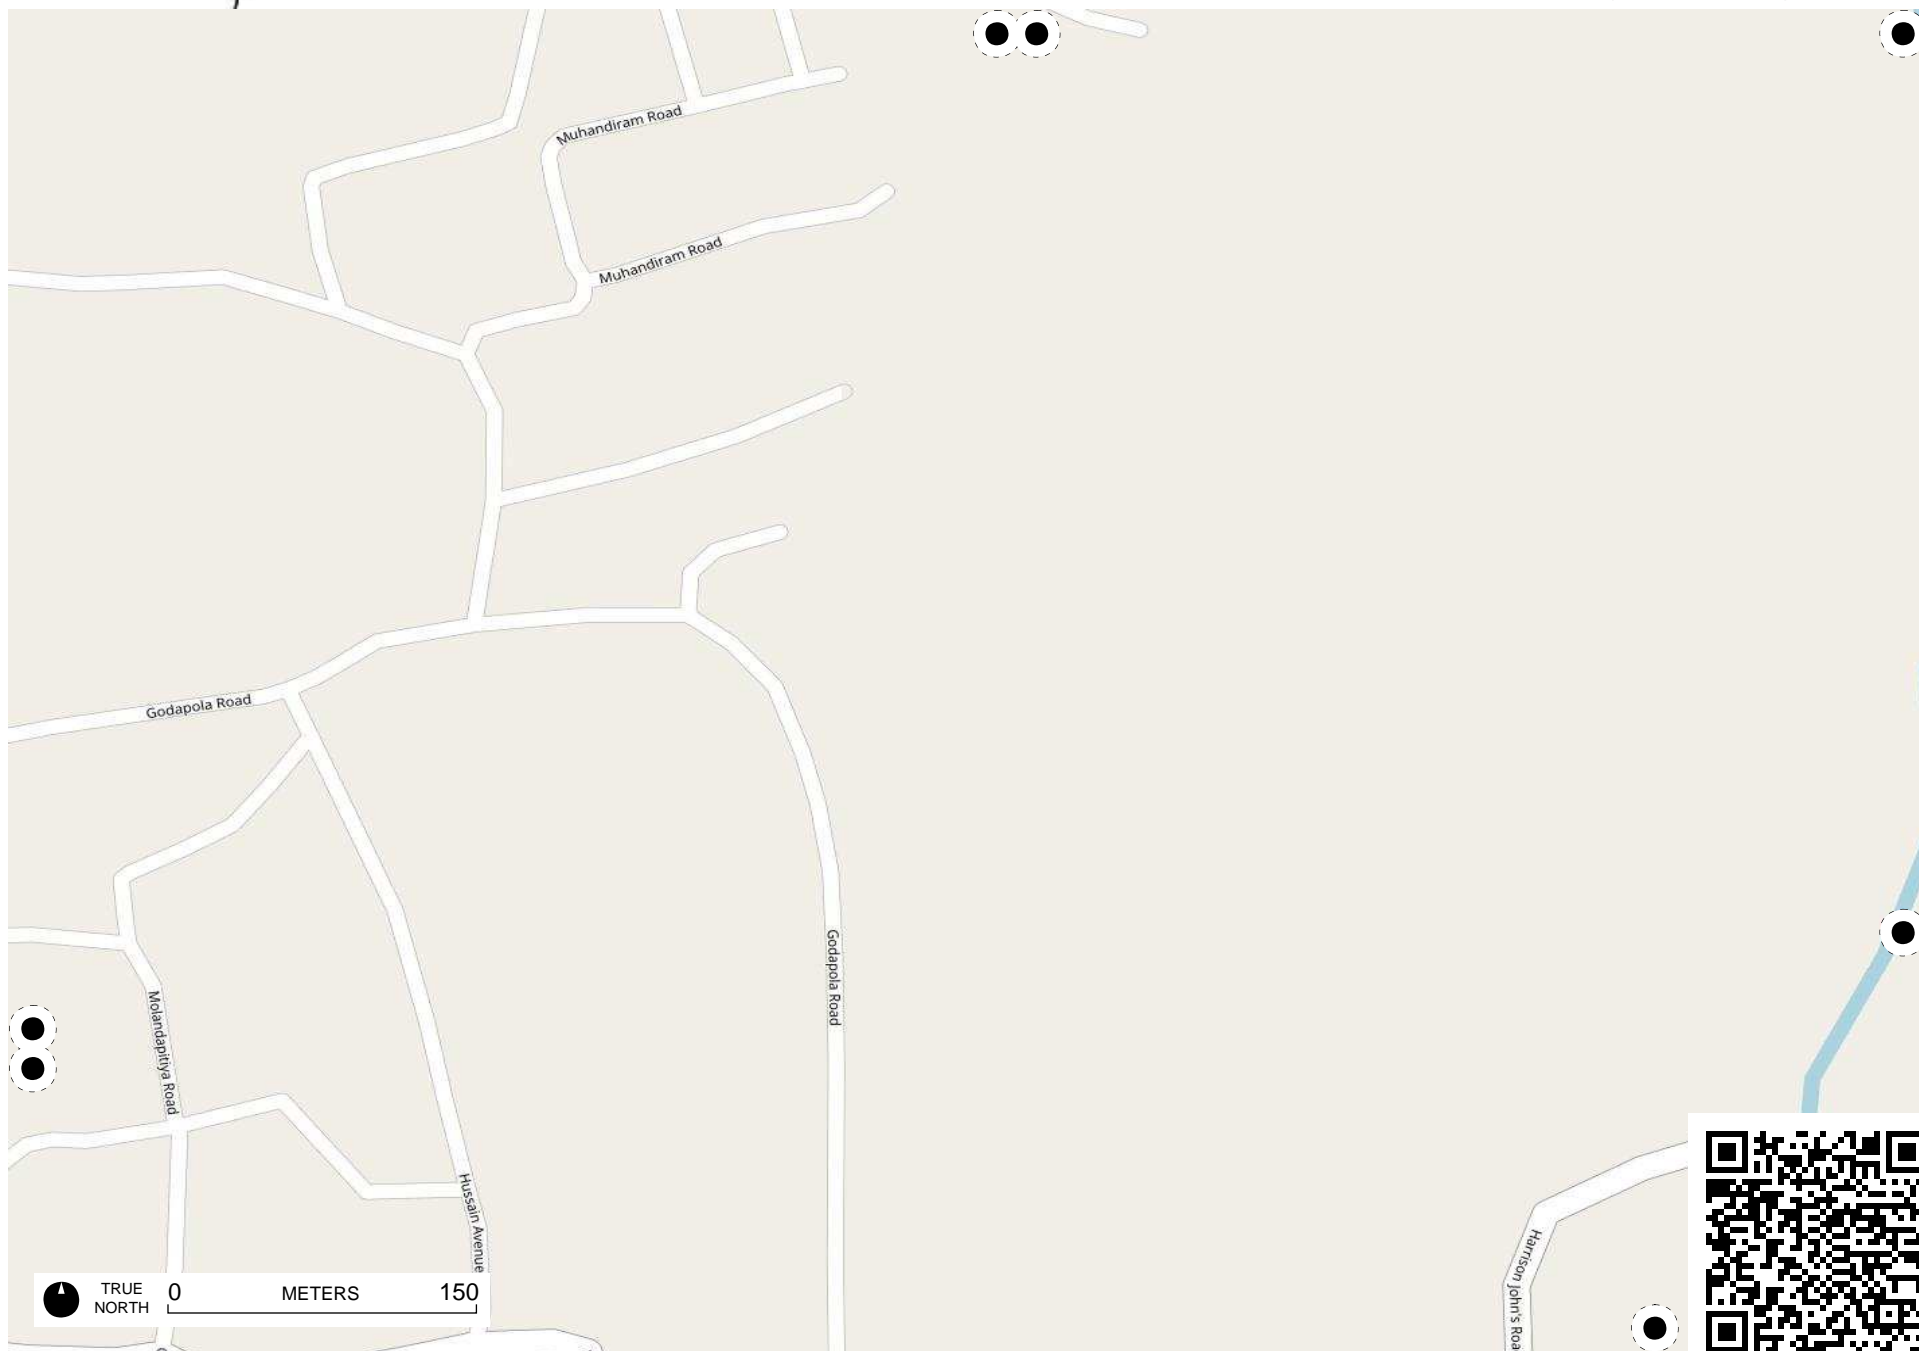 Muhandiram Road
Muhandiram Road
Godapola Road
Godapola Road
Molandapitiya Road
Hussain Avenue
Harrison John's Roa
TRUE
NORTH
0 METERS 150